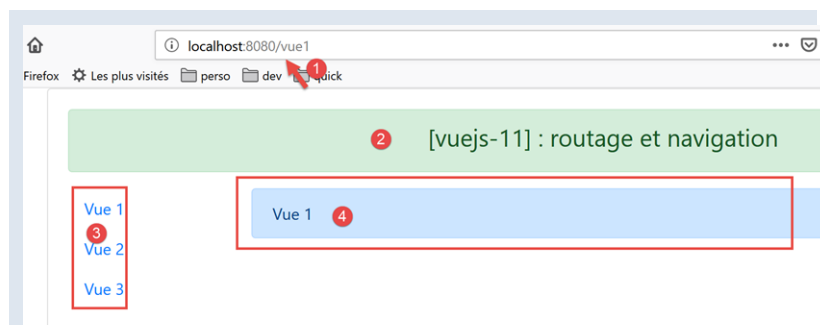 localhost:8080/vue1
Firefox Les plus visités perso dev quick
1
2 [vuejs-11] : routage et navigation
Vue 1
3
Vue 2
Vue 3
Vue 1 4